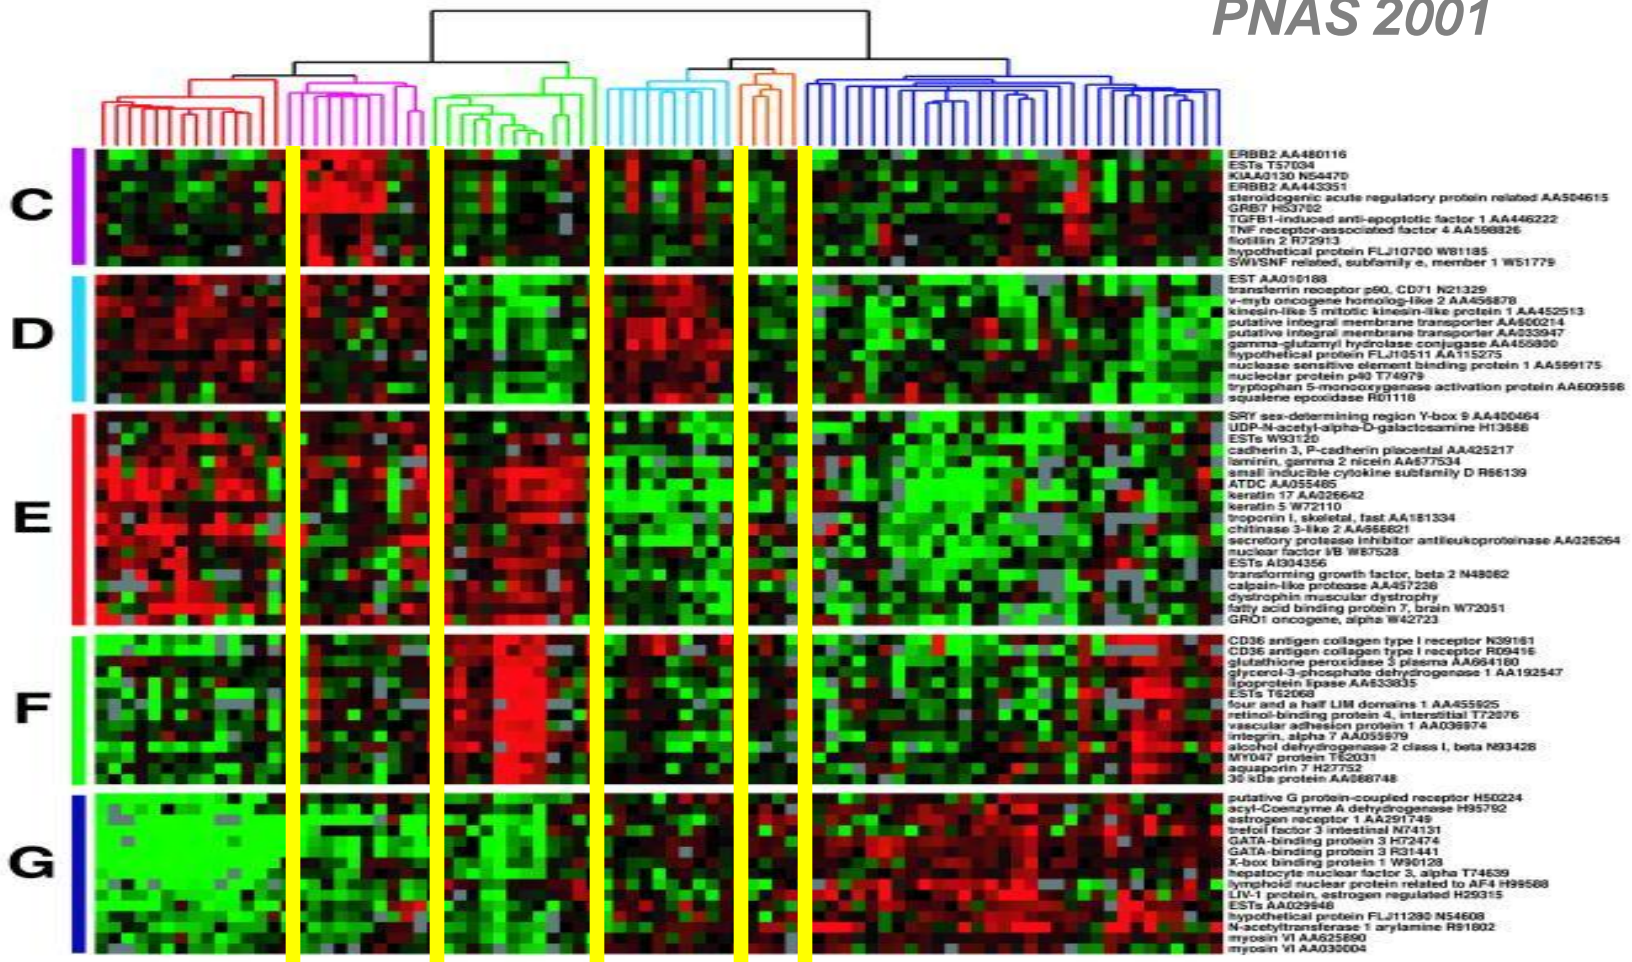 PNAS 2001
C
ERBB2 AA480116
ESTs T57034
KIAA0130 N54470
ERBB2 AA443351
steroidogenic acute regulatory protein related AA504615
GRB7 H53702
TGFB1-induced anti-apoptotic factor 1 AA446222
TNF receptor-associated factor 4 AA598826
flotillin 2 R72913
hypothetical protein FLJ10700 W81185
SWI/SNF related, subfamily e, member 1 W51779
D
EST AA010188
transferrin receptor p90, CD71 N21329
v-myb oncogene homolog-like 2 AA456878
kinesin-like 5 mitotic kinesin-like protein 1 AA452513
putative integral membrane transporter AA600214
putative integral membrane transporter AA033947
gamma-glutamyl hydrolase conjugase AA455800
hypothetical protein FLJ10511 AA115275
nuclease sensitive element binding protein 1 AA599175
nucleolar protein p40 T74979
tryptophan 5-monooxygenase activation protein AA609598
squalene epoxidase R01118
E
SRY sex-determining region Y-box 9 AA400464
UDP-N-acetyl-alpha-D-galactosamine H13688
ESTs W93120
cadherin 3, P-cadherin placental AA425217
laminin, gamma 2 nicein AA677534
small inducible cytokine subfamily D R66139
ATDC AA055485
keratin 17 AA026642
keratin 5 W72110
troponin I, skeletal, fast AA181334
chitinase 3-like 2 AA668821
secretory protease inhibitor antileukoproteinase AA026264
nuclear factor I/B W87528
ESTs AI304356
transforming growth factor, beta 2 N48082
calpain-like protease AA457238
dystrophin muscular dystrophy
fatty acid binding protein 7, brain W72051
GRO1 oncogene, alpha W42723
F
CD36 antigen collagen type I receptor N39161
CD36 antigen collagen type I receptor R09416
glutathione peroxidase 3 plasma AA664180
glycerol-3-phosphate dehydrogenase 1 AA192547
lipoprotein lipase AA633835
ESTs T62068
four and a half LIM domains 1 AA455925
retinol-binding protein 4, interstitial T72076
vascular adhesion protein 1 AA036974
integrin, alpha 7 AA055979
alcohol dehydrogenase 2 class I, beta N93428
MY047 protein T62031
aquaporin 7 H27752
30 kDa protein AA088748
G
putative G protein-coupled receptor H50224
acyl-Coenzyme A dehydrogenase H95792
estrogen receptor 1 AA291749
trefoil factor 3 intestinal N74131
GATA-binding protein 3 H72474
GATA-binding protein 3 R31441
X-box binding protein 1 W90128
hepatocyte nuclear factor 3, alpha T74639
lymphoid nuclear protein related to AF4 H99588
LIV-1 protein, estrogen regulated H29315
ESTs AA029948
hypothetical protein FLJ11280 N54608
N-acetyltransferase 1 arylamine R91802
myosin VI AA625890
myosin VI AA030004